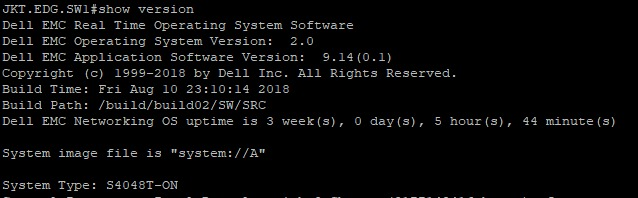 JKT.EDG.SW1#show version
Dell EMC Real Time Operating System Software
Dell EMC Operating System Version:  2.0
Dell EMC Application Software Version:  9.14(0.1)
Copyright (c) 1999-2018 by Dell Inc. All Rights Reserved.
Build Time: Fri Aug 10 23:10:14 2018
Build Path: /build/build02/SW/SRC
Dell EMC Networking OS uptime is 3 week(s), 0 day(s), 5 hour(s), 44 minute(s)
System image file is "system://A"
System Type: S4048T-ON